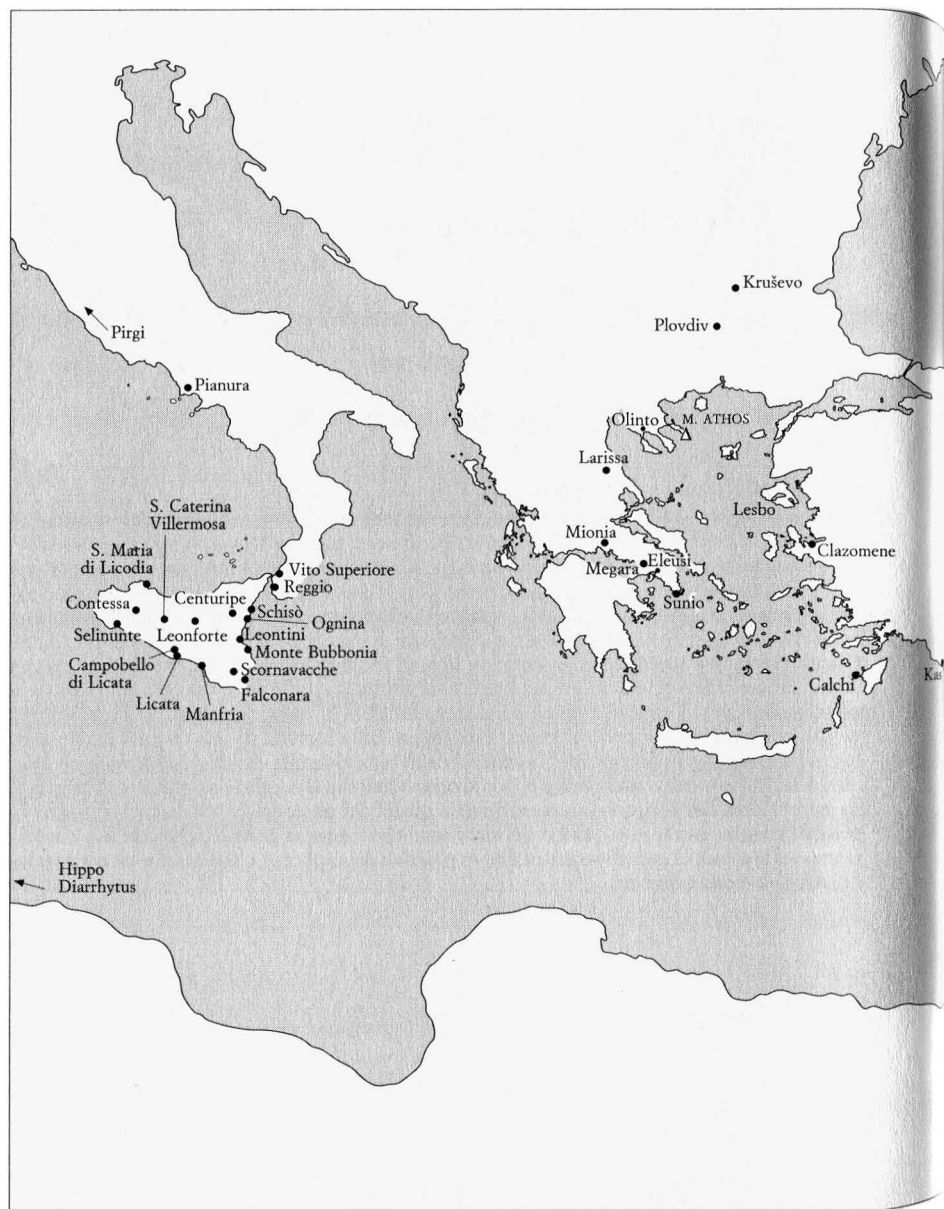 Kruševo
Plovdiv
Pirgi
Pianura
Olinto
M. ATHOS
Larissa
S. Caterina
Villermosa
Lesbo
S. Maria
di Licodia
Mionia
Clazomene
Vito Superiore
Eleusi
Megara
Reggio
Contessa
Centuripe
Schisò
Sunio
Ognina
Selinunte
Leonforte
Leontini
Monte Bubbonia
Campobello
di Licata
Scornavacche
Kas
Calchi
Falconara
Licata
Manfria
Hippo
Diarrhytus